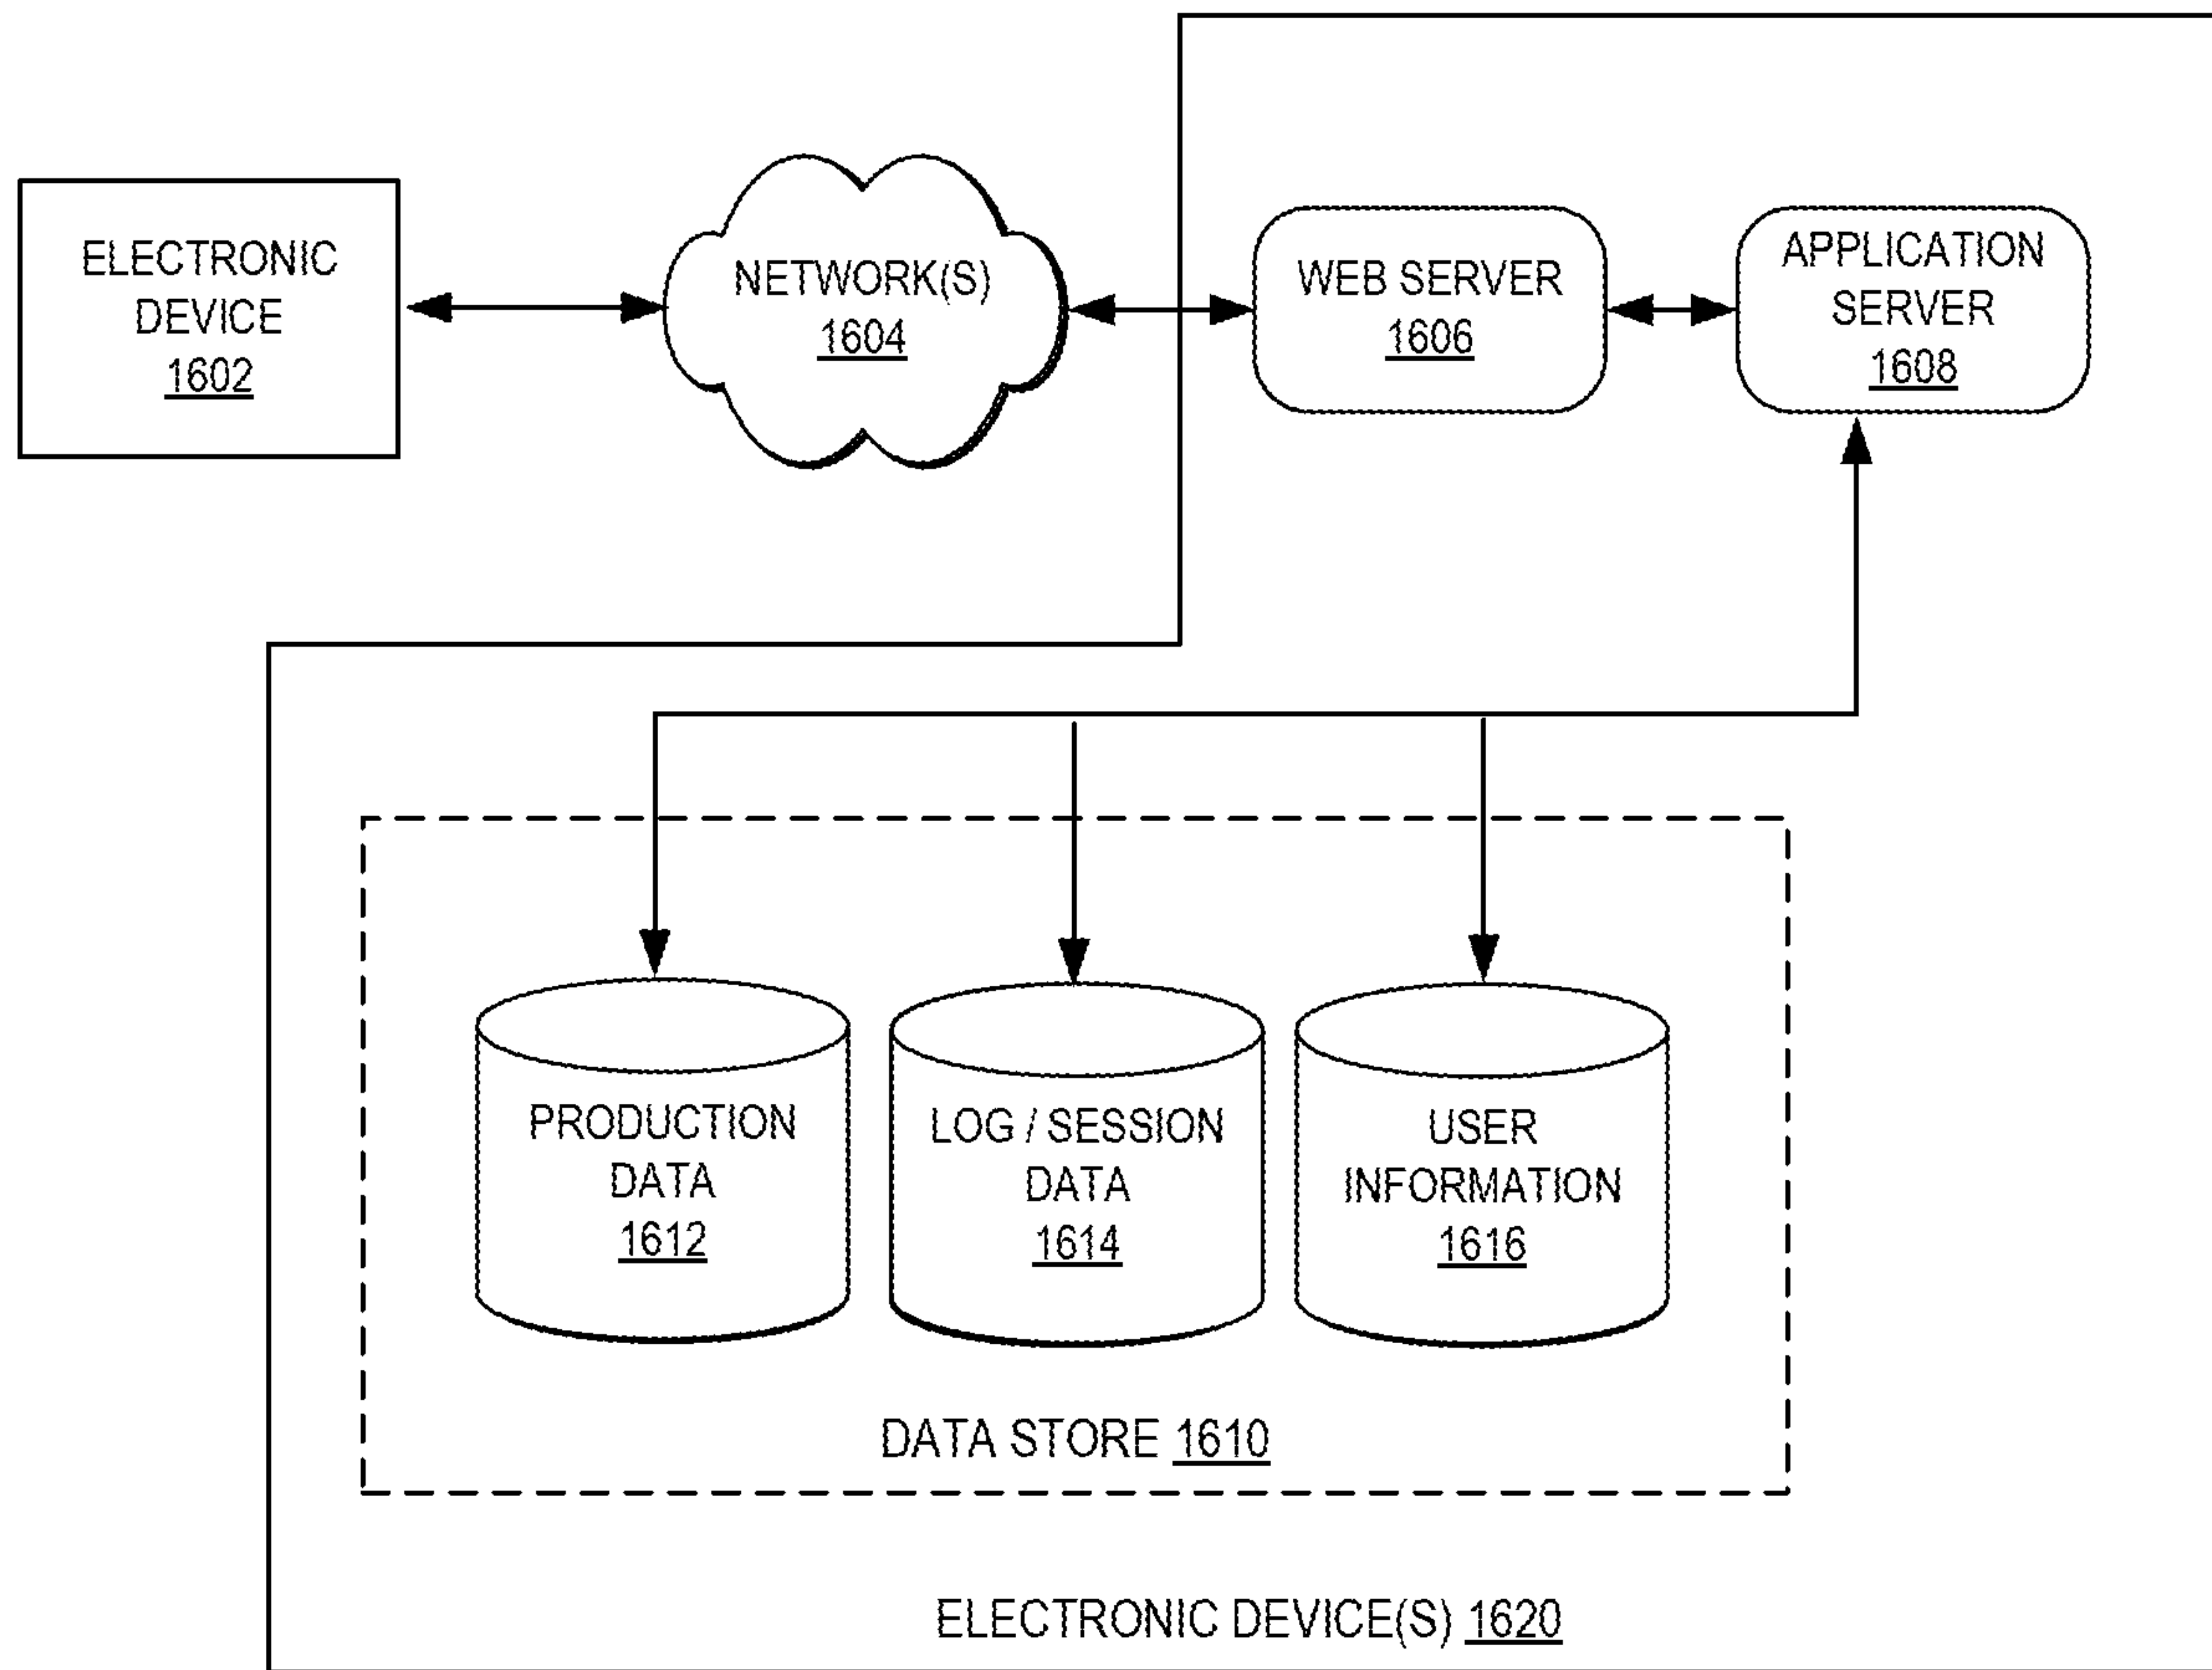 ELECTRONIC
DEVICE
1602
NETWORK(S)
1604
WEB SERVER
1606
APPLICATION
SERVER
1608
PRODUCTION
DATA
1612
LOG / SESSION
DATA
1614
USER
INFORMATION
1616
DATA STORE 1610
ELECTRONIC DEVICE(S) 1620